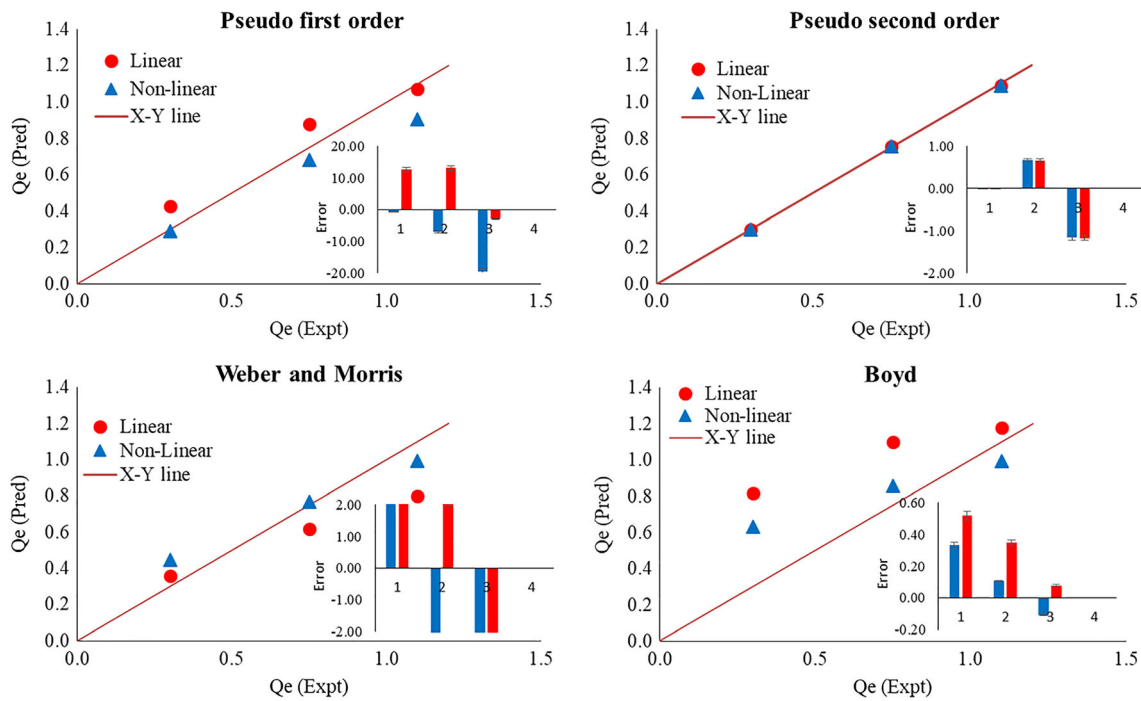 Pseudo first order
1.4
1.2
1.0
0.8
0.6
0.4
0.2
0.0
Qe (Pred)
Linear
Non-linear
X-Y line
20.00
10.00
0.00
-10.00
-20.00
Error
1 2 3 4
0.0 0.5 1.0 1.5
Qe (Expt)
Pseudo second order
1.4
1.2
1.0
0.8
0.6
0.4
0.2
0.0
Qe (Pred)
Linear
Non-Linear
X-Y line
1.00
0.00
-1.00
-2.00
Error
1 2 3 4
0.0 0.5 1.0 1.5
Qe (Expt)
Weber and Morris
1.4
1.2
1.0
0.8
0.6
0.4
0.2
0.0
Qe (Pred)
Linear
Non-Linear
X-Y line
2.00
1.00
0.00
-1.00
-2.00
Error
1 2 3 4
0.0 0.5 1.0 1.5
Qe (Expt)
Boyd
1.4
1.2
1.0
0.8
0.6
0.4
0.2
0.0
Qe (Pred)
Linear
Non-linear
X-Y line
0.60
0.40
0.20
0.00
-0.20
Error
1 2 3 4
0.0 0.5 1.0 1.5
Qe (Expt)